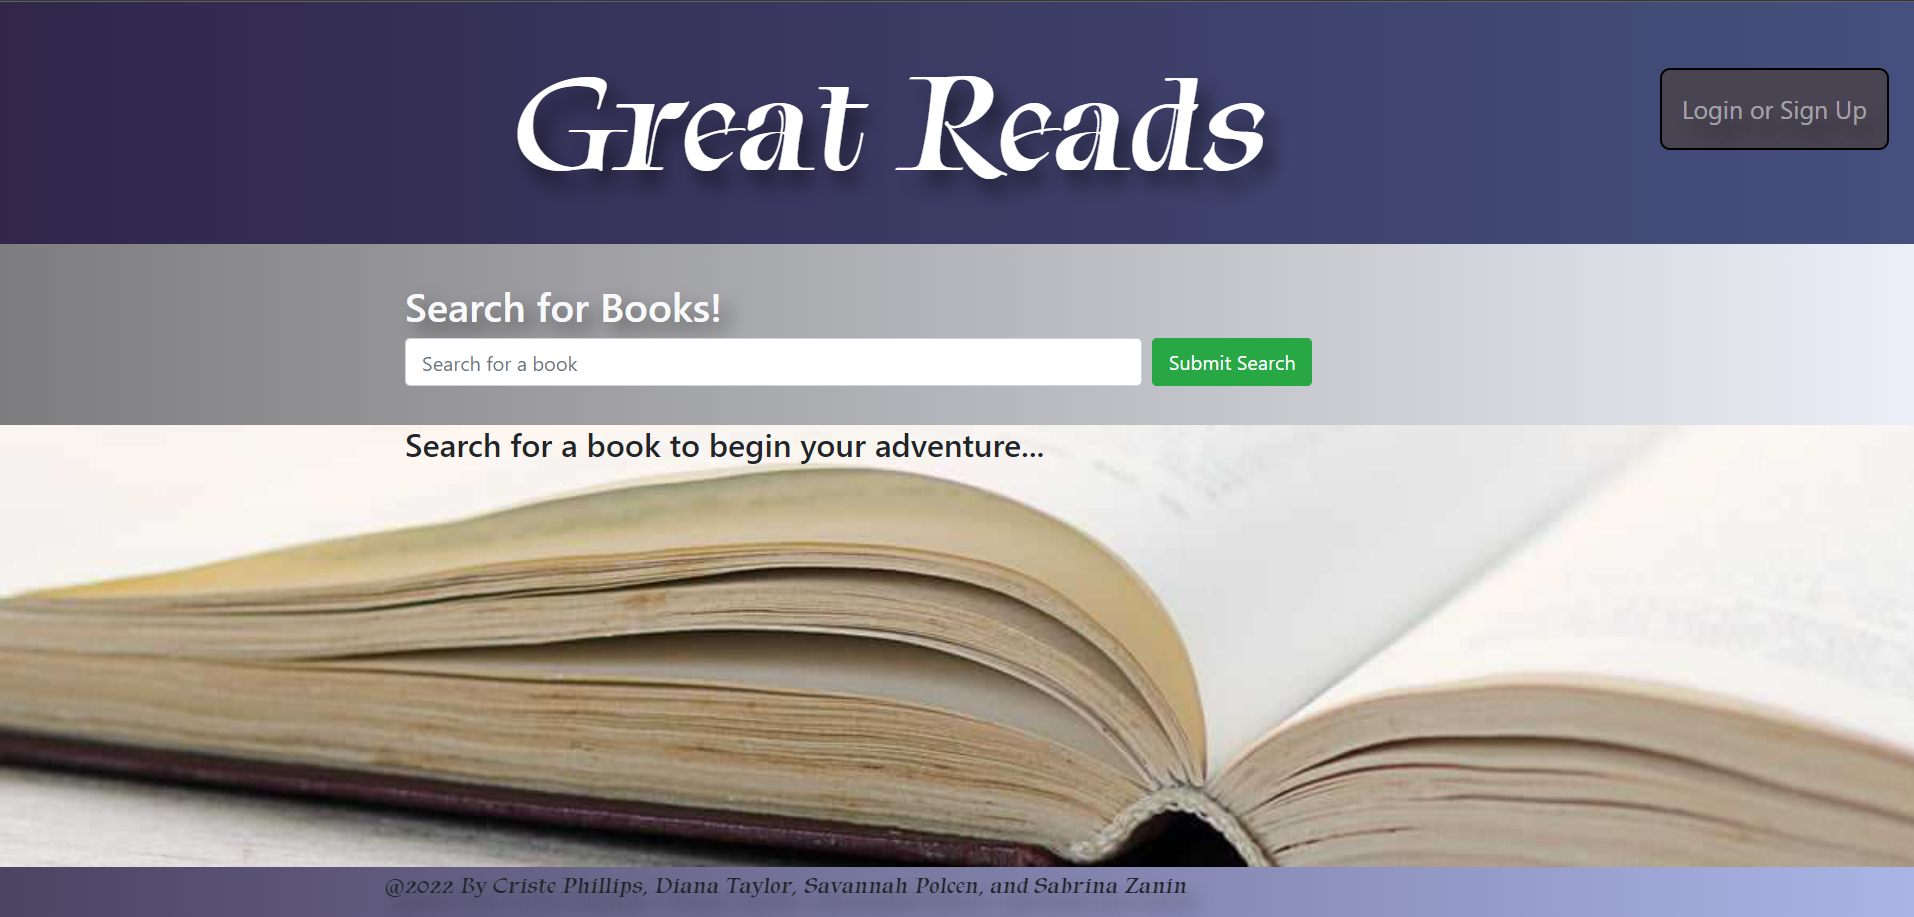 Great Reads
Login or Sign Up
Search for Books!
Search for a book
Submit Search
Search for a book to begin your adventure...
@2022 By Criste Phillips, Diana Taylor, Savannah Poleen, and Sabrina Zanin